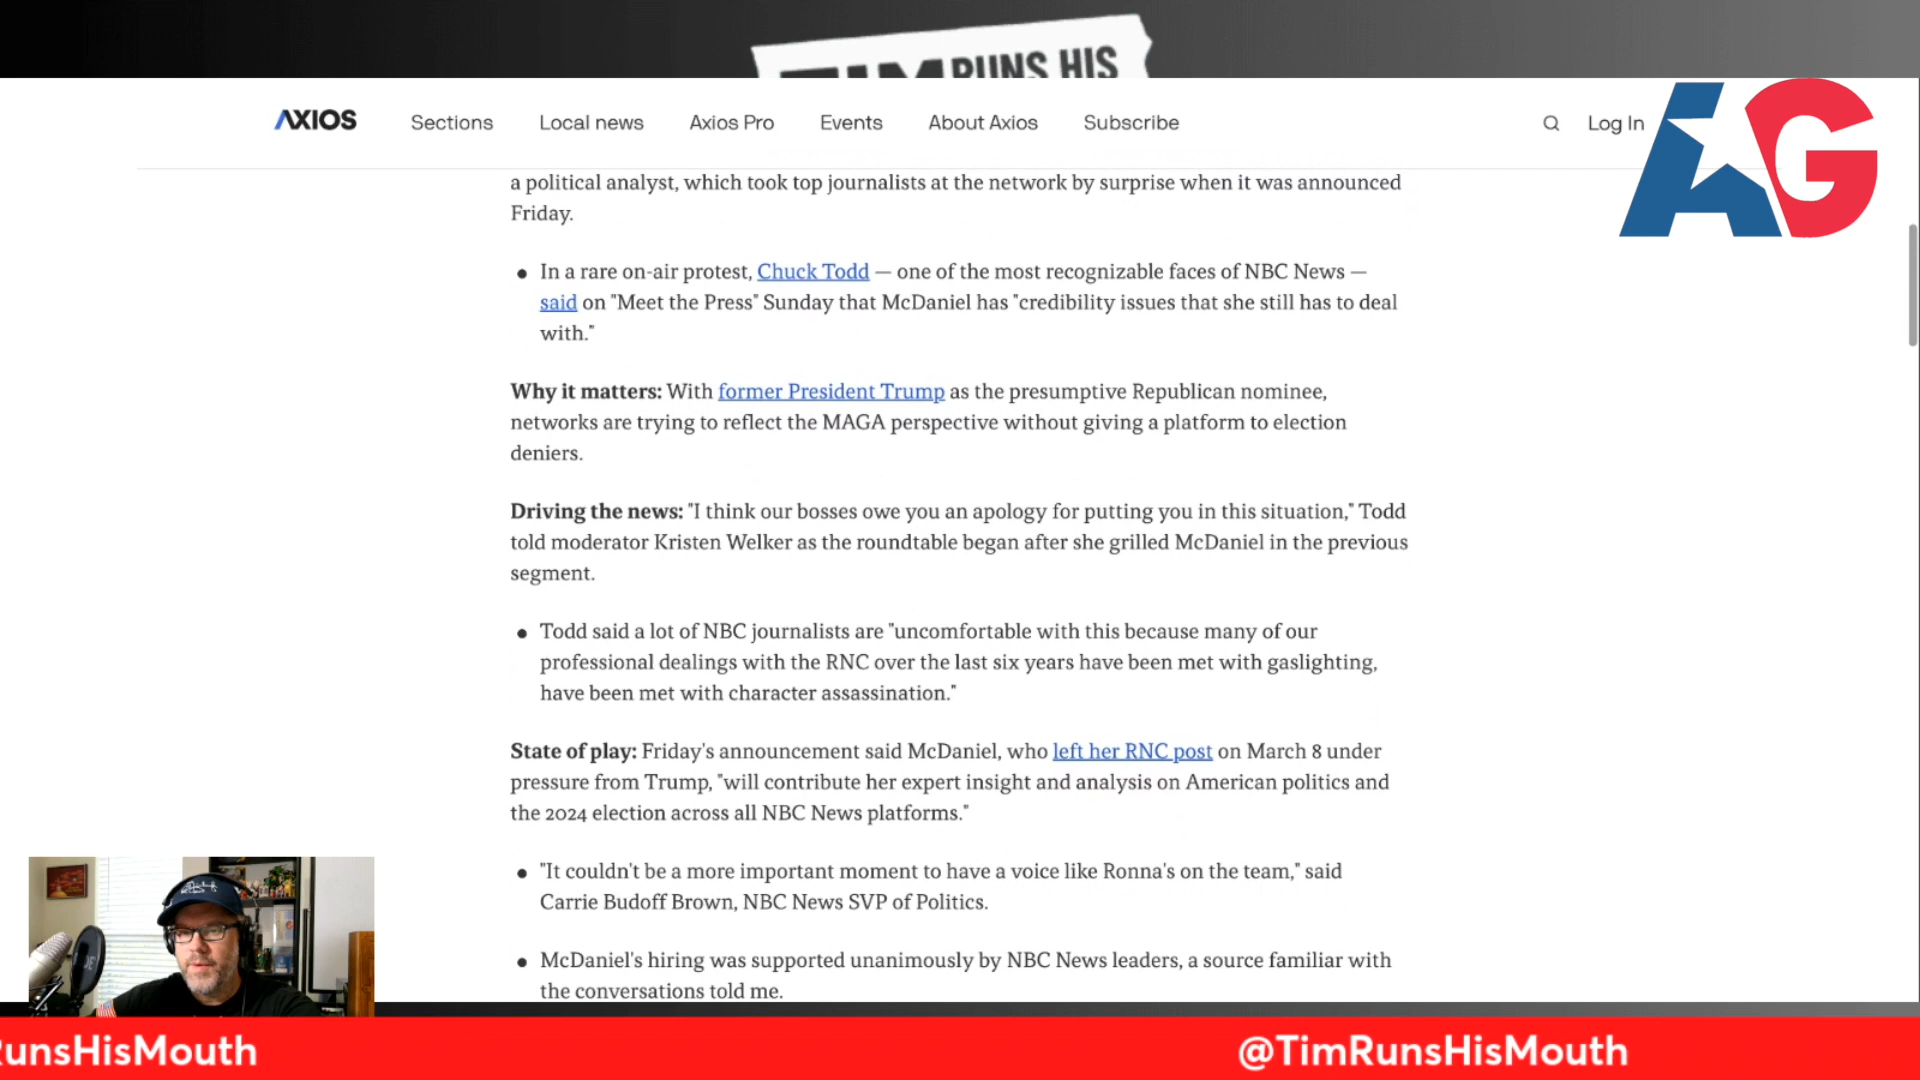 RUNS HIS
AXIOS Sections Local news Axios Pro Events About Axios Subscribe Log In
AG
a political analyst, which took top journalists at the network by surprise when it was announced
Friday.
● In a rare on-air protest, Chuck Todd — one of the most recognizable faces of NBC News —
said on "Meet the Press" Sunday that McDaniel has "credibility issues that she still has to deal
with."
Why it matters: With former President Trump as the presumptive Republican nominee,
networks are trying to reflect the MAGA perspective without giving a platform to election
deniers.
Driving the news: "I think our bosses owe you an apology for putting you in this situation," Todd
told moderator Kristen Welker as the roundtable began after she grilled McDaniel in the previous
segment.
● Todd said a lot of NBC journalists are "uncomfortable with this because many of our
professional dealings with the RNC over the last six years have been met with gaslighting,
have been met with character assassination."
State of play: Friday's announcement said McDaniel, who left her RNC post on March 8 under
pressure from Trump, "will contribute her expert insight and analysis on American politics and
the 2024 election across all NBC News platforms."
● "It couldn't be a more important moment to have a voice like Ronna's on the team," said
Carrie Budoff Brown, NBC News SVP of Politics.
● McDaniel's hiring was supported unanimously by NBC News leaders, a source familiar with
the conversations told me.
RunsHisMouth @TimRunsHisMouth